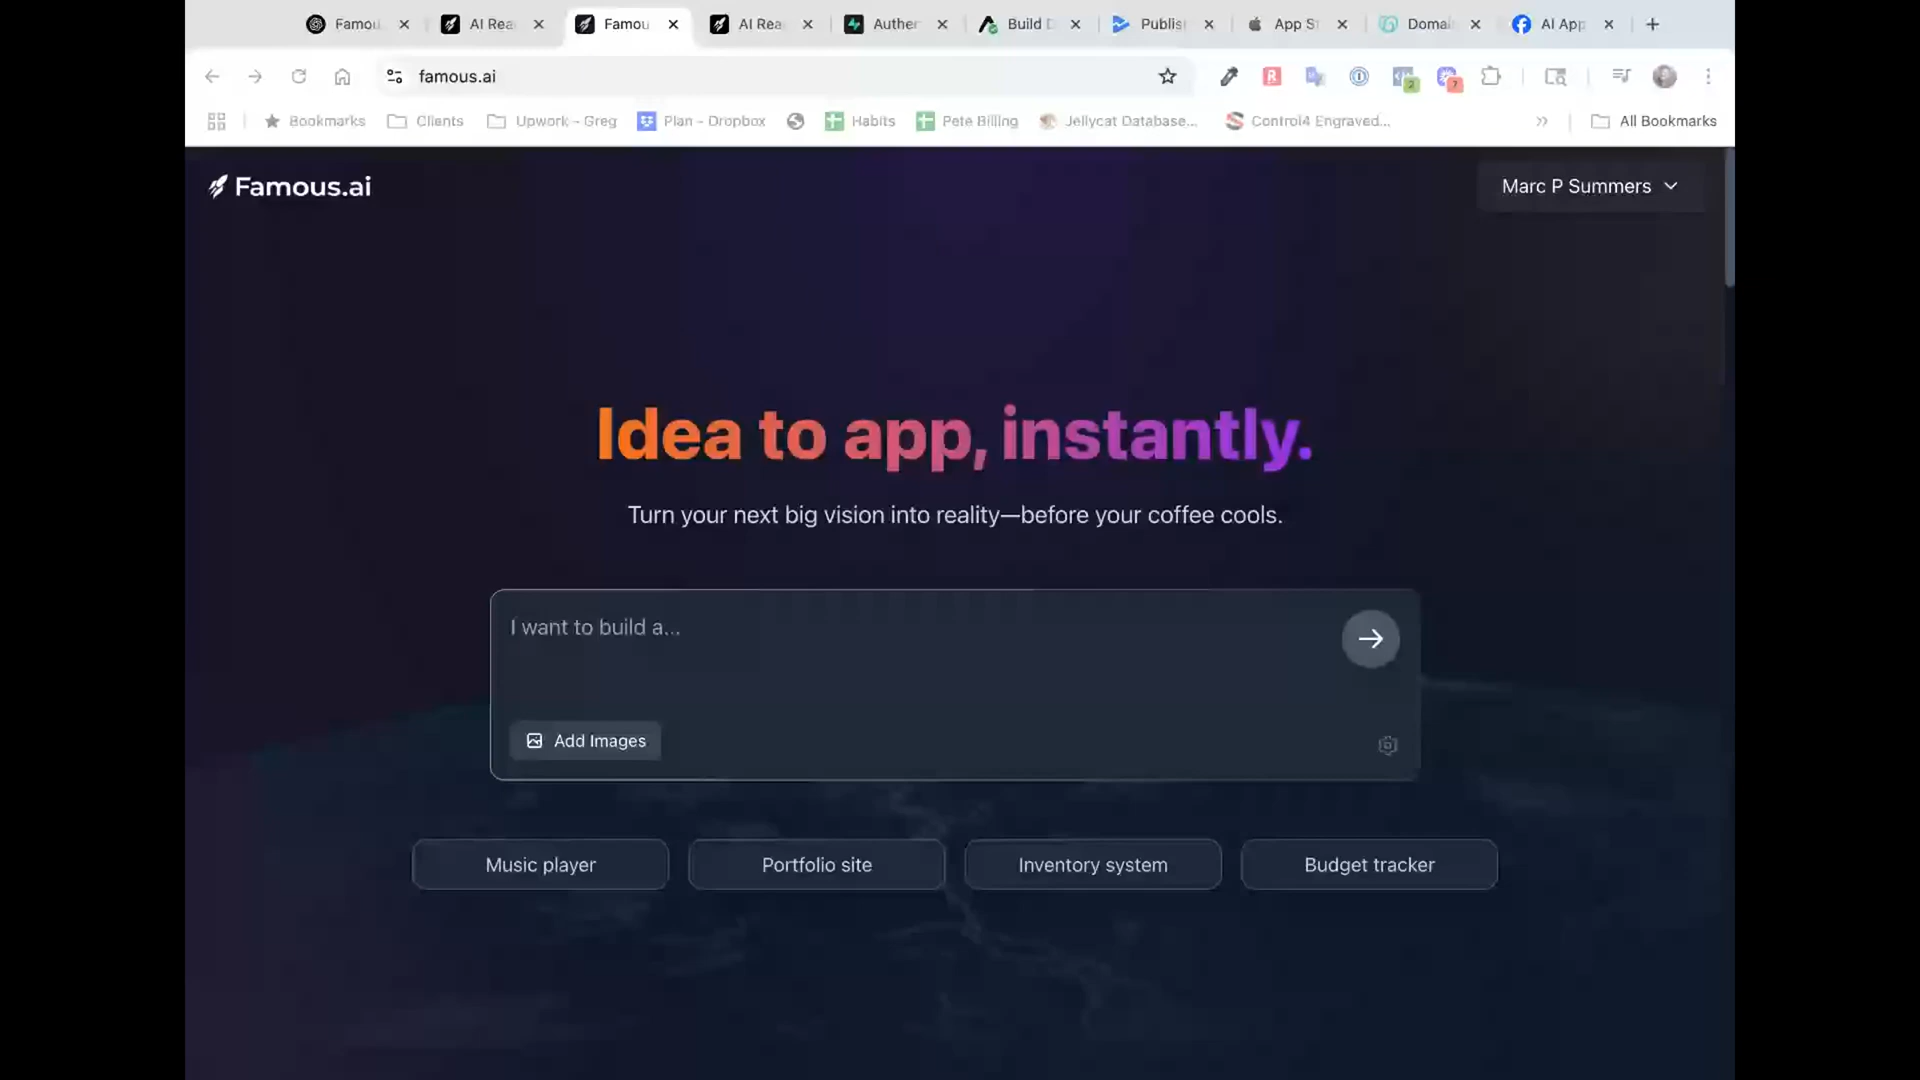 Famou
AI Rea
Famou
AI Rea
Auther
Build D
Publis
App St
Domai
AI App
famous.ai
2
7
Bookmarks
Clients
Upwork - Greg
Plan - Dropbox
Habits
Pete Billing
Jellycat Database...
Control4 Engraved...
All Bookmarks
Famous.ai
Marc P Summers
Idea to app, instantly.
Turn your next big vision into reality—before your coffee cools.
I want to build a...
Add Images
Music player
Portfolio site
Inventory system
Budget tracker